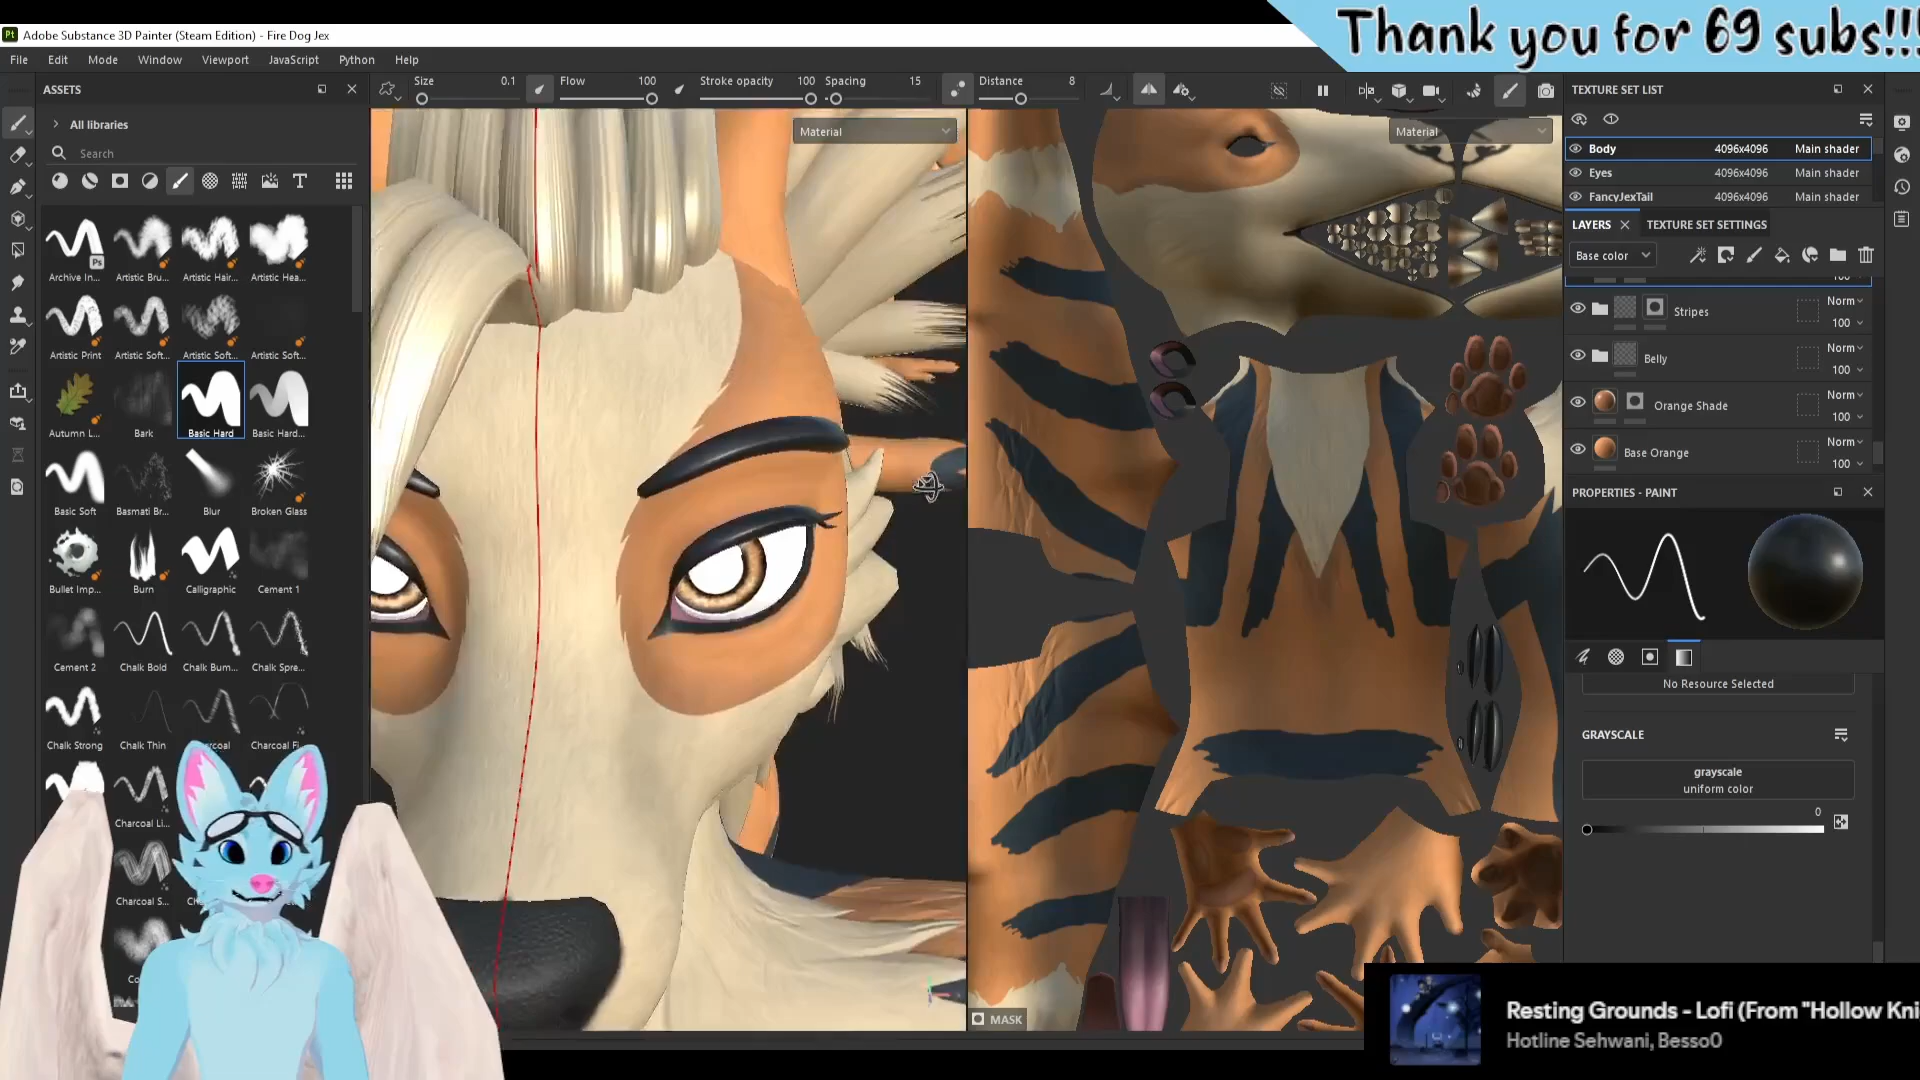 Thank you for 69 subs!!!
Adobe Substance 3D Painter (Steam Edition) - Fire Dog Jex
File Edit Mode Window Viewport JavaScript Python Help
ASSETS
Size 0.1 Flow 100 Stroke opacity 100 Spacing 15 Distance 8
All libraries
Search
Material
Material
Archive In... Artistic Bru... Artistic Hair... Artistic Hea...
Artistic Print Artistic Soft... Artistic Soft... Artistic Soft...
Autumn L... Bark Basic Hard Basic Hard...
Basic Soft Basmati Br... Blur Broken Glass
Bullet Imp... Burn Calligraphic Cement 1
Cement 2 Chalk Bold Chalk Bum... Chalk Spre...
Chalk Strong Chalk Thin Charcoal Fi...
Charcoal Li...
Charcoal S...
MASK
TEXTURE SET LIST
Body 4096x4096 Main shader
Eyes 4096x4096 Main shader
FancyJexTail 4096x4096 Main shader
LAYERS TEXTURE SET SETTINGS
Base color
100
Stripes Norm 100
Belly Norm 100
Orange Shade Norm 100
Base Orange Norm 100
PROPERTIES - PAINT
No Resource Selected
GRAYSCALE
grayscale
uniform color
0
Resting Grounds - Lofi (From "Hollow Kni
Hotline Sehwani, Besso0